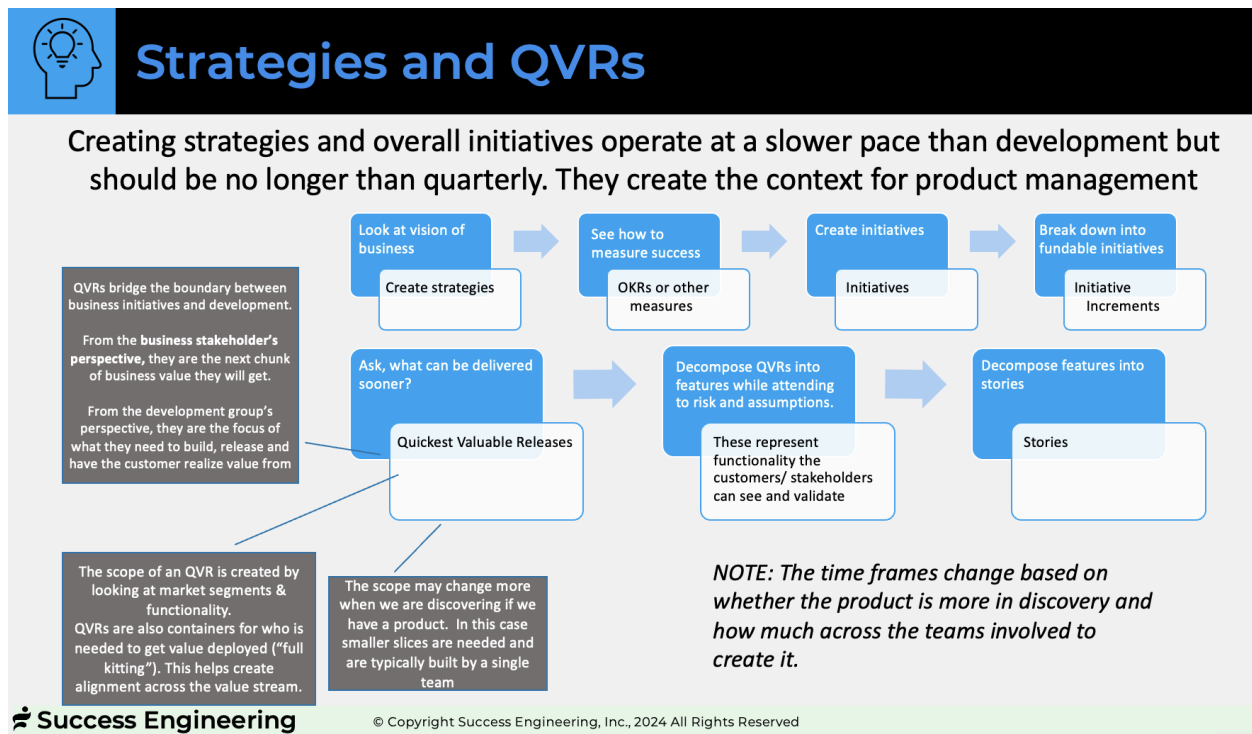 Strategies and QVRs
Creating strategies and overall initiatives operate at a slower pace than development but
should be no longer than quarterly. They create the context for product management
Look at vision of
business
Create strategies
See how to
measure success
OKRs or other
measures
Create initiatives
Initiatives
Break down into
fundable initiatives
Initiative
Increments
QVRs bridge the boundary between
business initiatives and development.
From the business stakeholder's
perspective, they are the next chunk
of business value they will get.
From the development group's
perspective, they are the focus of
what they need to build, release and
have the customer realize value from
Ask, what can be delivered
sooner?
Quickest Valuable Releases
Decompose QVRs into
features while attending
to risk and assumptions.
These represent
functionality the
customers/ stakeholders
can see and validate
Decompose features into
stories
Stories
The scope of an QVR is created by
looking at market segments &
functionality.
QVRs are also containers for who is
needed to get value deployed ("full
kitting"). This helps create
alignment across the value stream.
The scope may change more
when we are discovering if we
have a product. In this case
smaller slices are needed and
are typically built by a single
team
NOTE: The time frames change based on
whether the product is more in discovery and
how much across the teams involved to
create it.
Success Engineering
© Copyright Success Engineering, Inc., 2024 All Rights Reserved